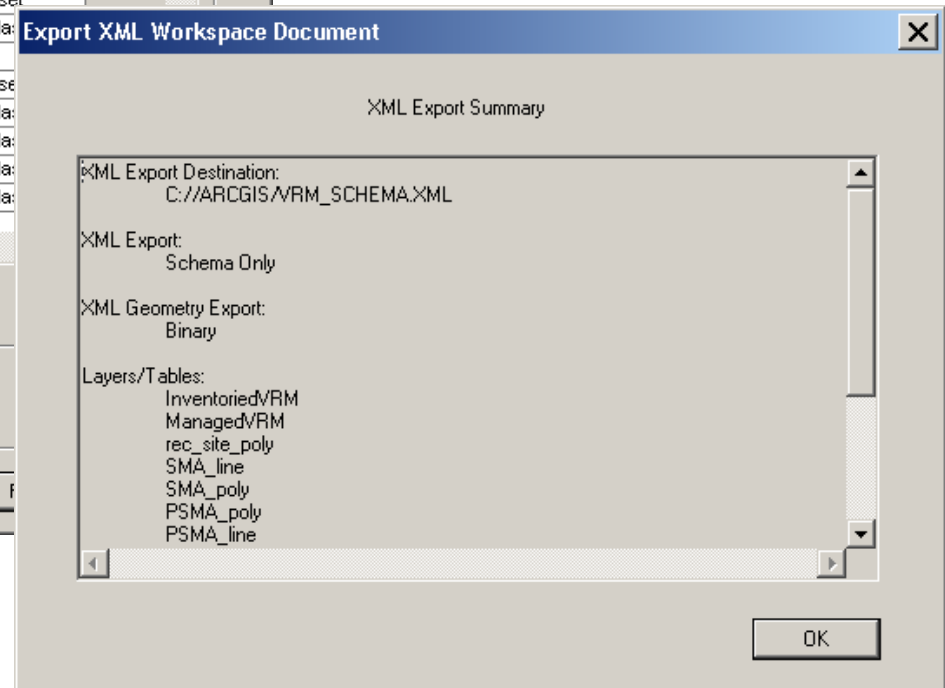 Export XML Workspace Document
XML Export Summary
XML Export Destination:
C://ARCGIS/VRM_SCHEMA.XML
XML Export:
Schema Only
XML Geometry Export:
Binary
Layers/Tables:
InventoriedVRM
ManagedVRM
rec_site_poly
SMA_line
SMA_poly
PSMA_poly
PSMA_line
OK